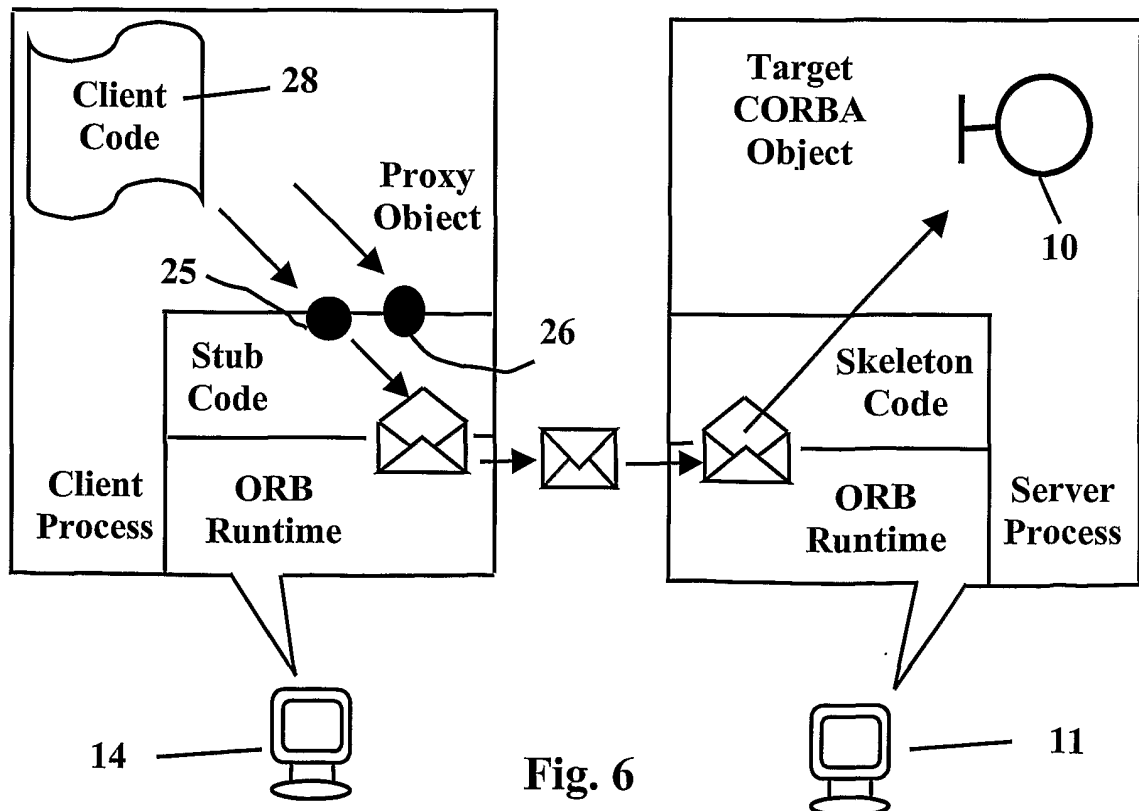 Client
Code
28
Proxy
Object
25
26
Stub
Code
Client
Process
ORB
Runtime
14
Target
CORBA
Object
10
Skeleton
Code
ORB
Runtime
Server
Process
11
Fig. 6